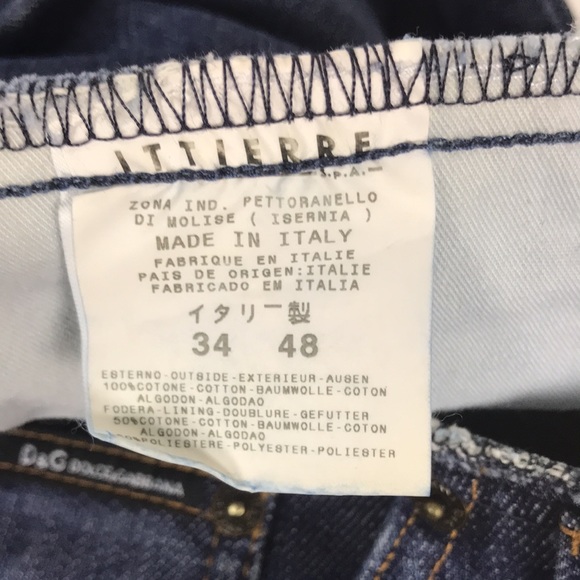 ITTIERRE
S.p.A.
ZONA IND. PETTORANELLO
DI MOLISE ( ISERNIA )
MADE IN ITALY
FABRIQUE EN ITALIE
PAIS DE ORIGEN:ITALIE
FABRICADO EM ITALIA
イタリー製
34 48
ESTERNO-OUTSIDE-EXTERIEUR-AUSEN
100%COTONE-COTTON-BAUMWOLLE-COTON
ALGODON-ALGODAO
FODERA-LINING-DOUBLURE-GEFUTTER
50%COTONE-COTTON-BAUMWOLLE-COTON
ALGODON-ALGODAO
50%POLIESTERE-POLYESTER-POLIESTER
D&G DOLCE&GABBANA